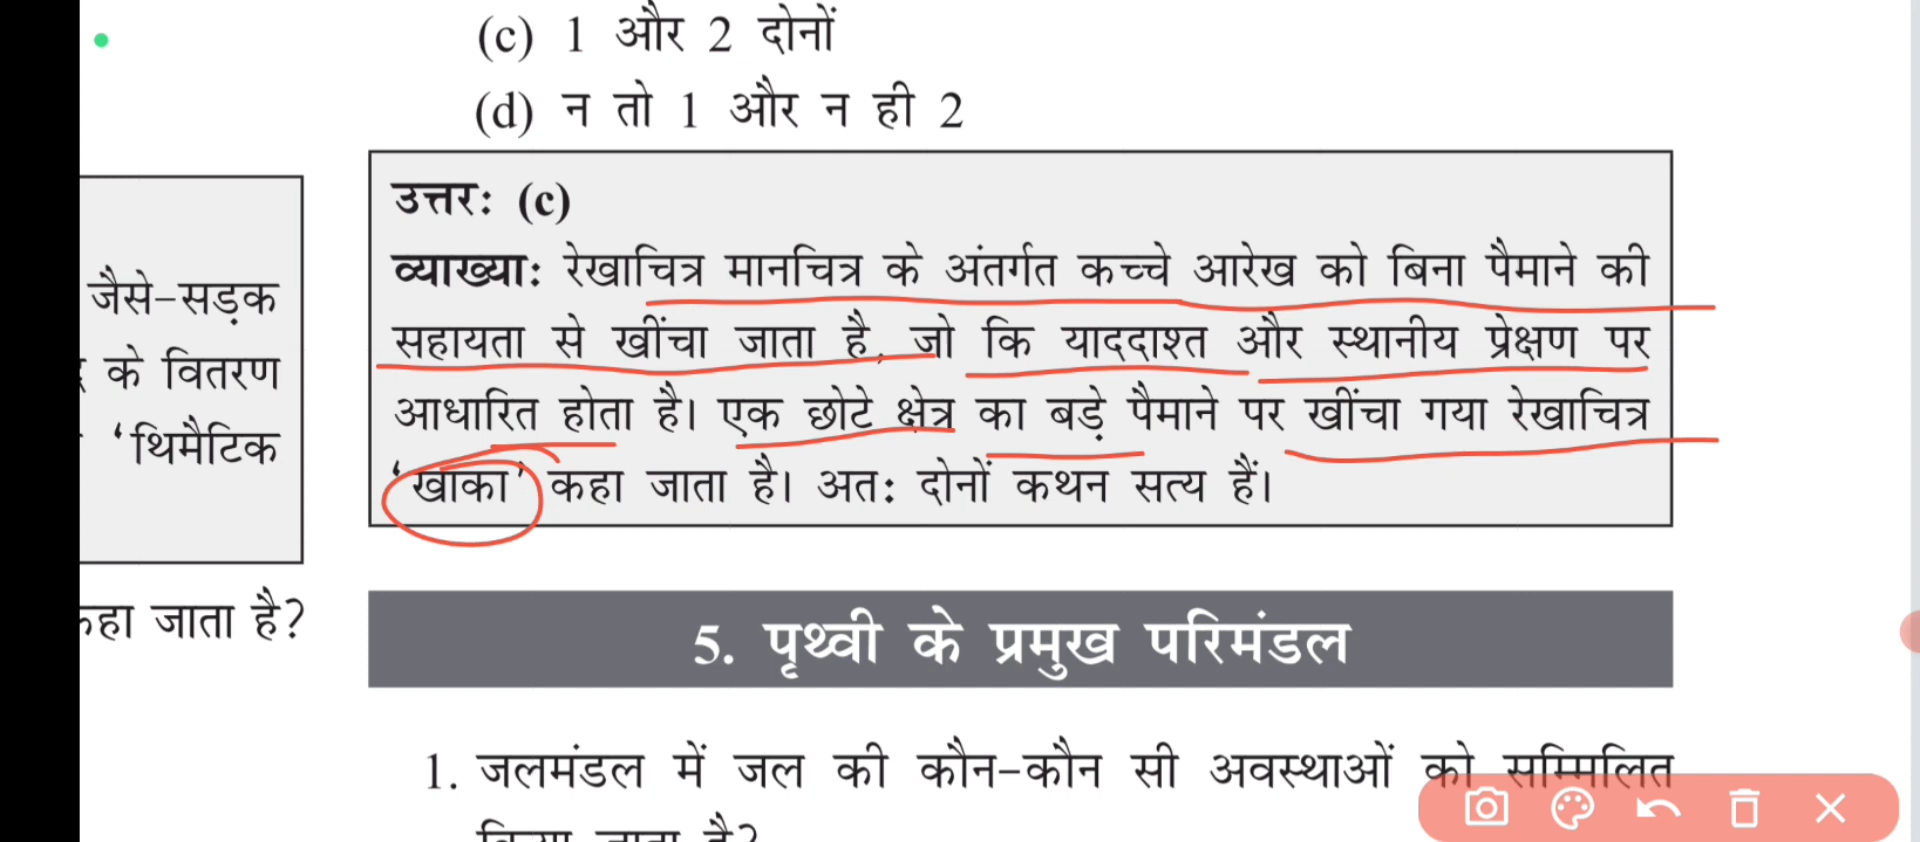 (c) 1 और 2 दोनों
(d) न तो 1 और न ही 2
उत्तरः (c)
व्याख्याः रेखाचित्र मानचित्र के अंतर्गत कच्चे आरेख को बिना पैमाने की
सहायता से खींचा जाता है, जो कि याददाश्त और स्थानीय प्रेक्षण पर
आधारित होता है। एक छोटे क्षेत्र का बड़े पैमाने पर खींचा गया रेखाचित्र
‘खाका’ कहा जाता है। अतः दोनों कथन सत्य हैं।
जैसे-सड़क
के वितरण
‘थिमैटिक
कहा जाता है?
5. पृथ्वी के प्रमुख परिमंडल
1. जलमंडल में जल की कौन-कौन सी अवस्थाओं को सम्मिलित